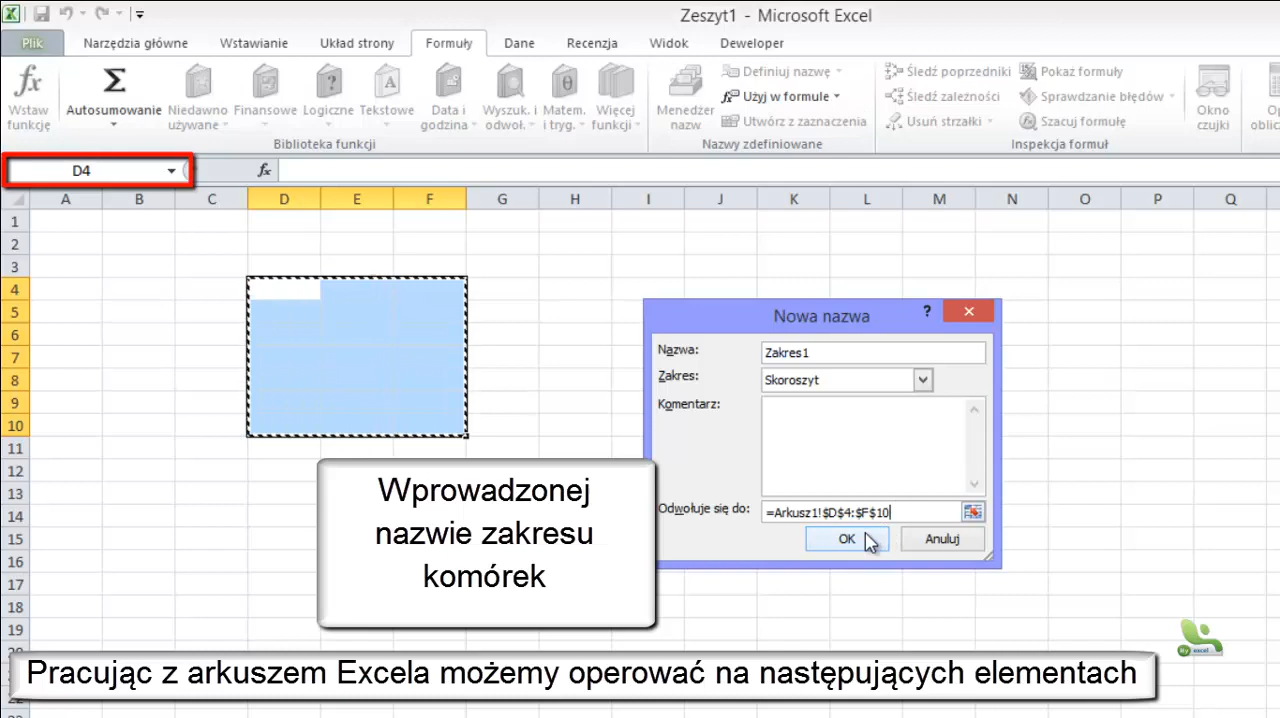 Zeszyt1 - Microsoft Excel
Plik Narzędzia główne Wstawianie Układ strony Formuły Dane Recenzja Widok Deweloper
Wstaw funkcję
Autosumowanie
Niedawno używane
Finansowe
Logiczne
Tekstowe
Data i godzina
Wyszuk. i odwoł.
Matem. i tryg.
Więcej funkcji
Biblioteka funkcji
Menedżer nazw
Definiuj nazwę
Użyj w formule
Utwórz z zaznaczenia
Nazwy zdefiniowane
Śledź poprzedniki
Śledź zależności
Usuń strzałki
Pokaż formuły
Sprawdzanie błędów
Szacuj formułę
Inspekcja formuł
Okno czujki
D4
fx
A B C D E F G H I J K L M N O P Q
1
2
3
4
5
6
7
8
9
10
11
12
13
14
15
16
17
18
19
Nowa nazwa
Nazwa: Zakres1
Zakres: Skoroszyt
Komentarz:
Odwołuje się do: =Arkusz1!$D$4:$F$10
OK Anuluj
Wprowadzonej
nazwie zakresu
komórek
Pracując z arkuszem Excela możemy operować na następujących elementach